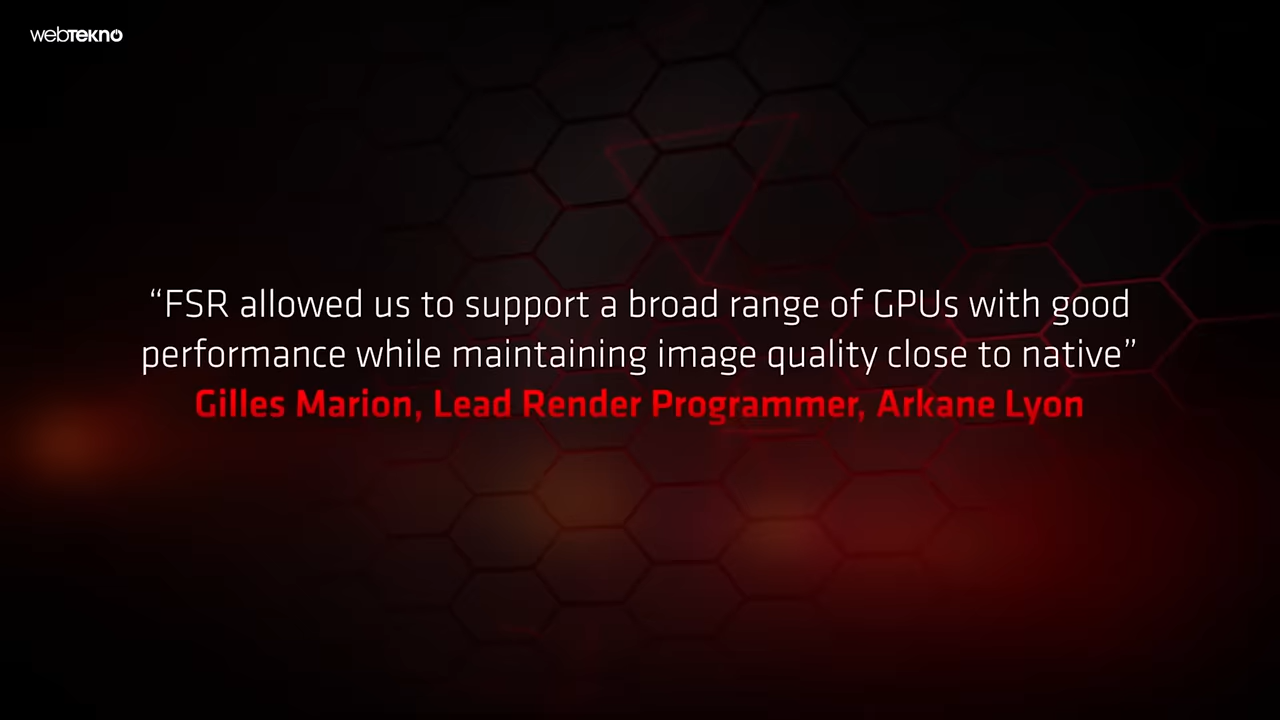 webTEKNO
“FSR allowed us to support a broad range of GPUs with good
performance while maintaining image quality close to native”
Gilles Marion, Lead Render Programmer, Arkane Lyon